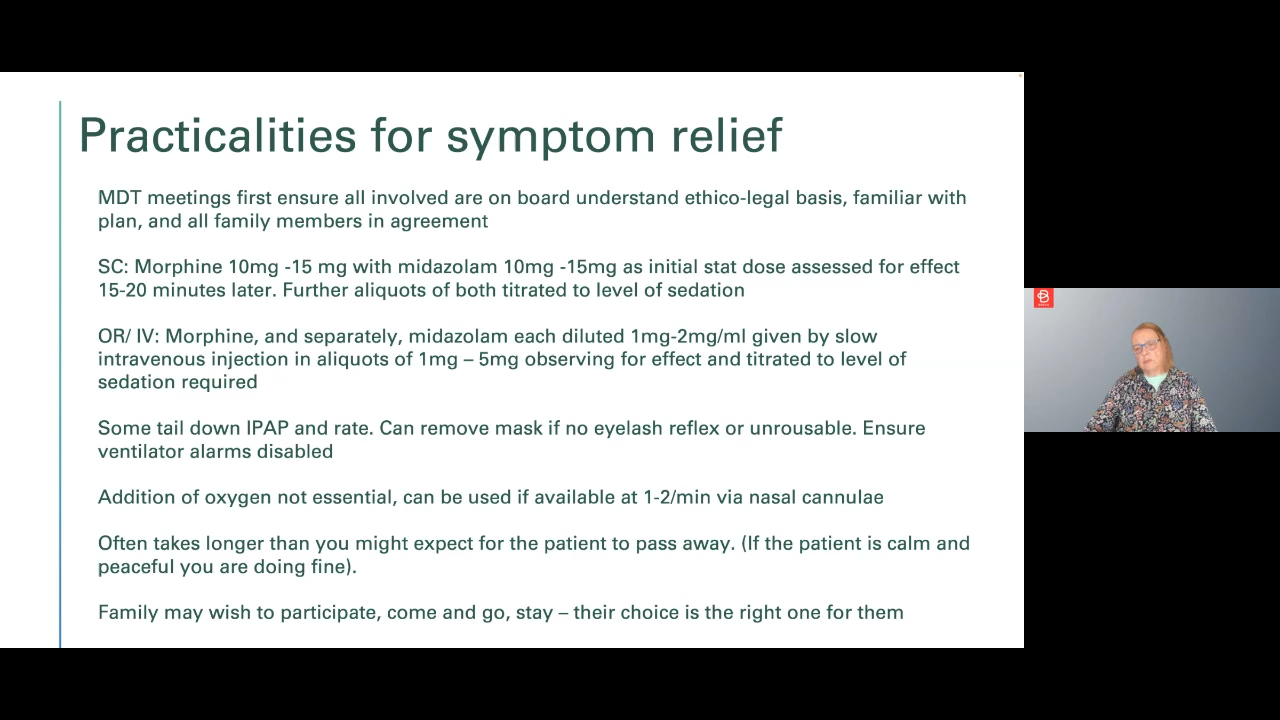 Practicalities for symptom relief
MDT meetings first ensure all involved are on board understand ethico-legal basis, familiar with
plan, and all family members in agreement
SC: Morphine 10mg -15 mg with midazolam 10mg -15mg as initial stat dose assessed for effect
15-20 minutes later. Further aliquots of both titrated to level of sedation
OR/ IV: Morphine, and separately, midazolam each diluted 1mg-2mg/ml given by slow
intravenous injection in aliquots of 1mg – 5mg observing for effect and titrated to level of
sedation required
Some tail down IPAP and rate. Can remove mask if no eyelash reflex or unrousable. Ensure
ventilator alarms disabled
Addition of oxygen not essential, can be used if available at 1-2/min via nasal cannulae
Often takes longer than you might expect for the patient to pass away. (If the patient is calm and
peaceful you are doing fine).
Family may wish to participate, come and go, stay – their choice is the right one for them